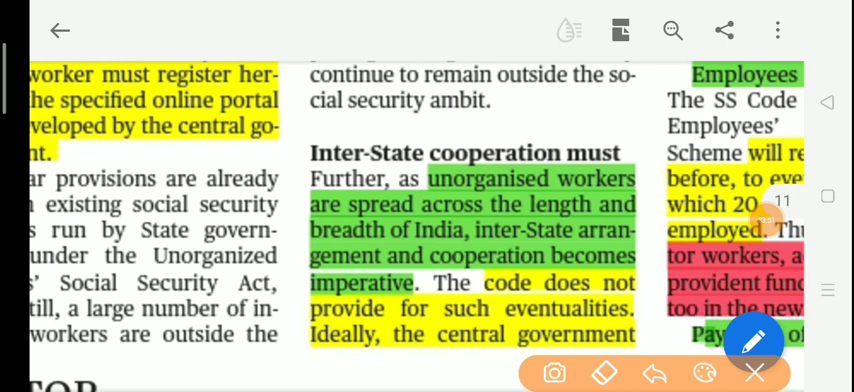 worker must register her-
he specified online portal
veloped by the central go-
nt.
ar provisions are already
existing social security
s run by State govern-
under the Unorganized
s' Social Security Act,
till, a large number of in-
workers are outside the
continue to remain outside the so-
cial security ambit.
Inter-State cooperation must
Further, as unorganised workers
are spread across the length and
breadth of India, inter-State arran-
gement and cooperation becomes
imperative. The code does not
provide for such eventualities.
Ideally, the central government
Employees
The SS Code
Employees'
Scheme will re
before, to eve
which 20
employed. Thu
tor workers, a
provident fund
too in the new
Pay of
11